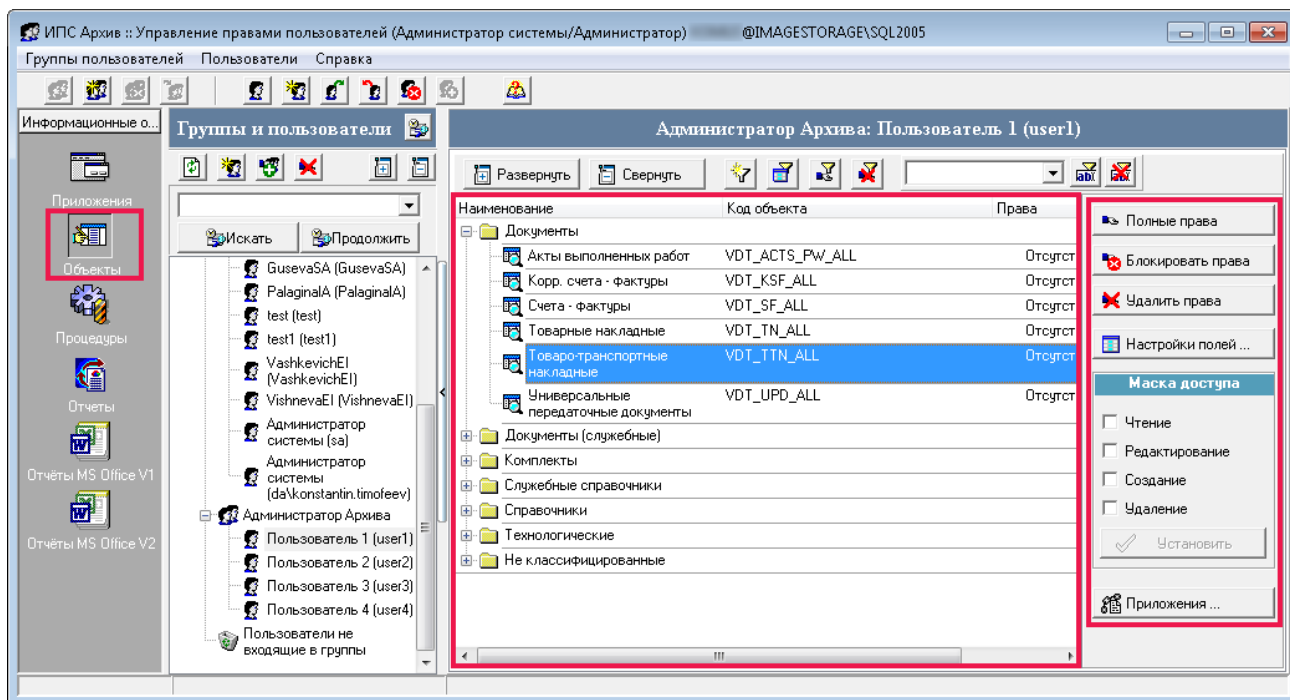 ИПС Архив :: Управление правами пользователей (Администратор системы/Администратор) @IMAGESTORAGE\SQL2005
Группы пользователей Пользователи Справка
Информационные о...
Приложения
Объекты
Процедуры
Отчеты
Отчёты MS Office V1
Отчёты MS Office V2
Группы и пользователи
Искать Продолжить
GusevaSA (GusevaSA)
PalaginalA (PalaginalA)
test (test)
test1 (test1)
VashkevichEI
(VashkevichEI)
VishnevaEI (VishnevaEI)
Администратор
системы (sa)
Администратор
системы
(da\konstantin.timofeev)
Администратор Архива
Пользователь 1 (user1)
Пользователь 2 (user2)
Пользователь 3 (user3)
Пользователь 4 (user4)
Пользователи не
входящие в группы
Администратор Архива: Пользователь 1 (user1)
Развернуть Свернуть
Наименование Код объекта Права
Документы
Акты выполненных работ VDT_ACTS_PW_ALL Отсутст
Корр. счета - фактуры VDT_KSF_ALL Отсутст
Счета - фактуры VDT_SF_ALL Отсутст
Товарные накладные VDT_TN_ALL Отсутст
Товаро-транспортные VDT_TTN_ALL Отсутст
накладные
Универсальные VDT_UPD_ALL Отсутст
передаточные документы
Документы (служебные)
Комплекты
Служебные справочники
Справочники
Технологические
Не классифицированные
Полные права
Блокировать права
Удалить права
Настройки полей ...
Маска доступа
Чтение
Редактирование
Создание
Удаление
Установить
Приложения ...